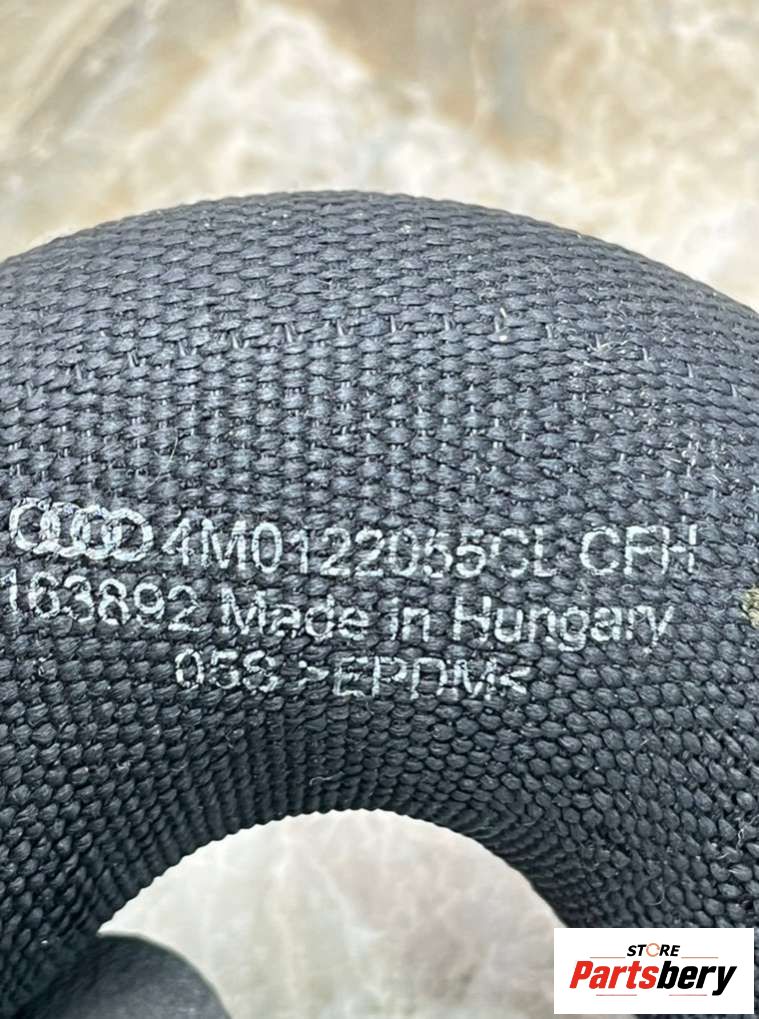 4M0122055CL CFH
163892 Made in Hungary
05S >EPDM<
STORE
Partsbery